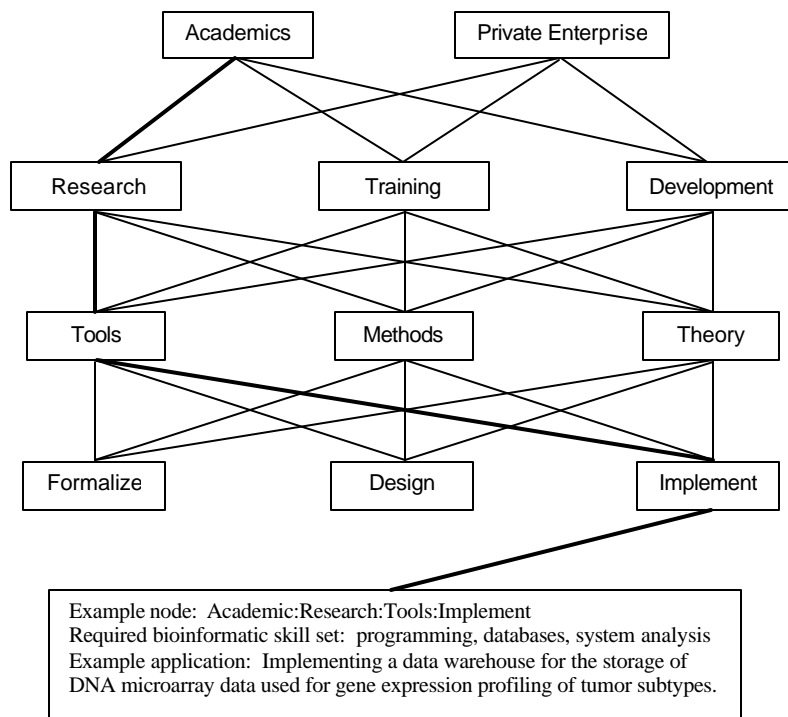 Academics
Private Enterprise
Research
Training
Development
Tools
Methods
Theory
Formalize
Design
Implement
Example node: Academic:Research:Tools:Implement
Required bioinformatic skill set: programming, databases, system analysis
Example application: Implementing a data warehouse for the storage of
DNA microarray data used for gene expression profiling of tumor subtypes.